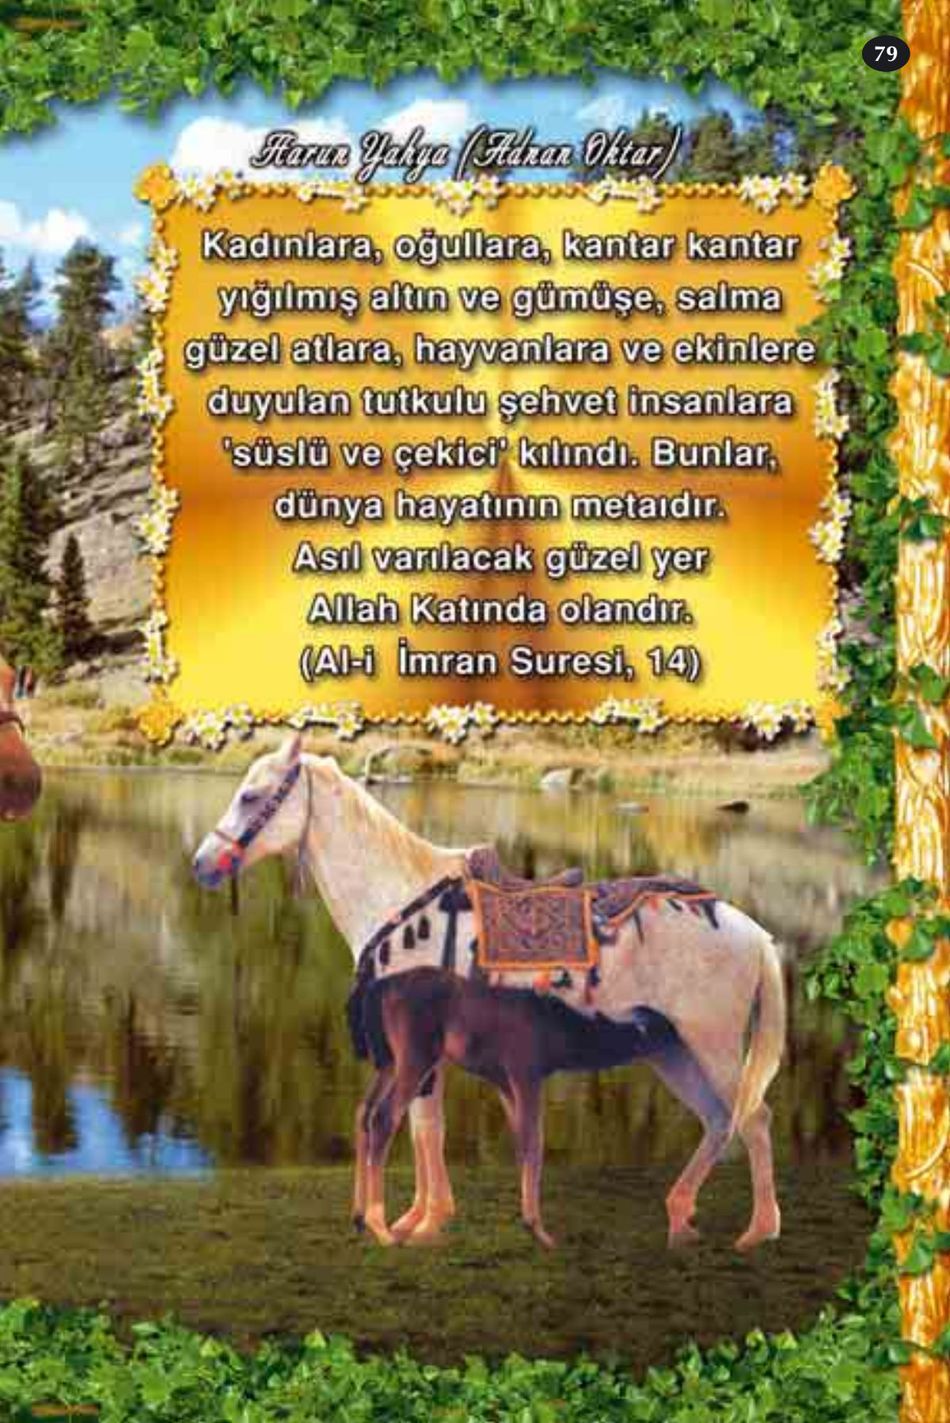 79
Harun Yahya (Adnan Oktar)
Kadınlara, oğullara, kantar kantar
yığılmış altın ve gümüşe, salma
güzel atlara, hayvanlara ve ekinlere
duyulan tutkulu şehvet insanlara
'süslü ve çekici' kılındı. Bunlar,
dünya hayatının metaıdır.
Asıl varılacak güzel yer
Allah Katında olandır.
(Al-i İmran Suresi, 14)